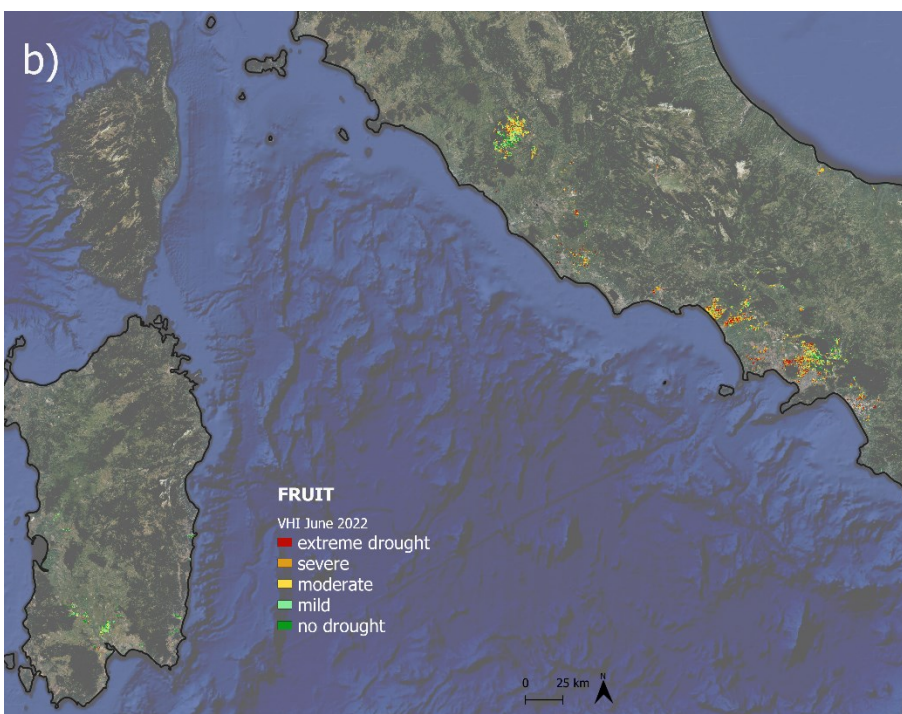 b)
FRUIT
VHI June 2022
extreme drought
severe
moderate
mild
no drought
0 25 km
N